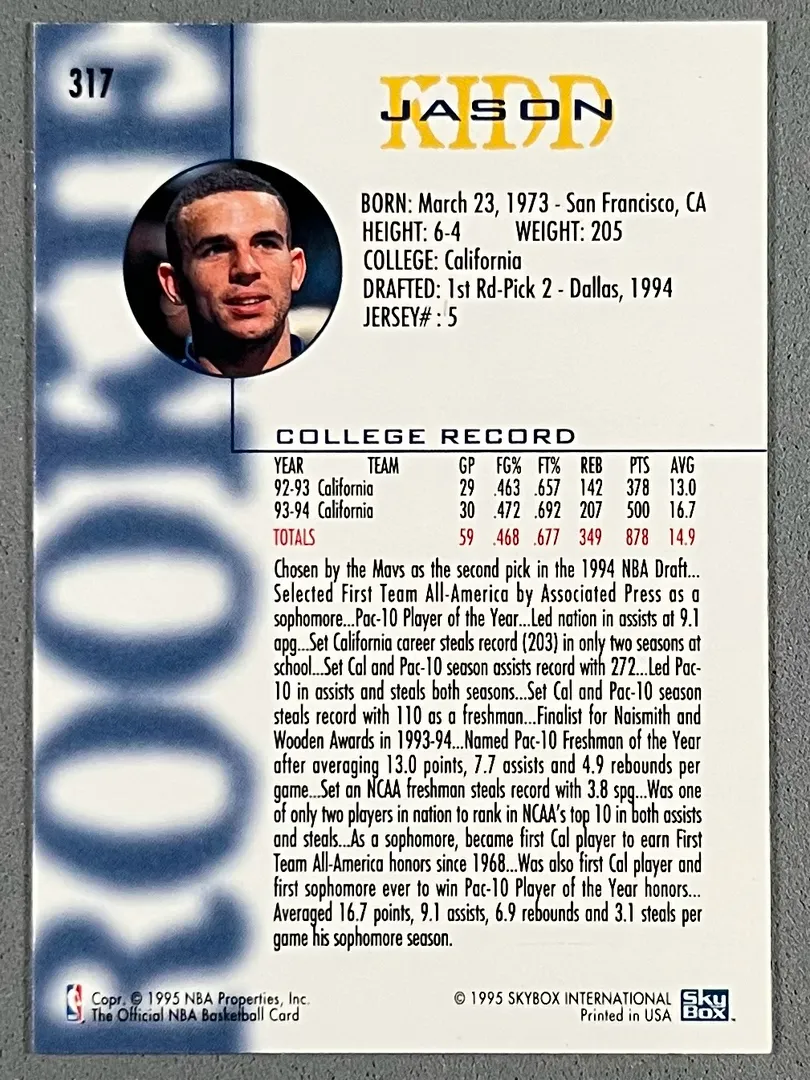 317
JASON
KIDD
BORN: March 23, 1973 - San Francisco, CA
HEIGHT: 6-4 WEIGHT: 205
COLLEGE: California
DRAFTED: 1st Rd-Pick 2 - Dallas, 1994
JERSEY# : 5
ROOKIE
COLLEGE RECORD
YEAR TEAM GP FG% FT% REB PTS AVG
92-93 California 29 .463 .657 142 378 13.0
93-94 California 30 .472 .692 207 500 16.7
TOTALS 59 .468 .677 349 878 14.9
Chosen by the Mavs as the second pick in the 1994 NBA Draft...
Selected First Team All-America by Associated Press as a
sophomore...Pac-10 Player of the Year...Led nation in assists at 9.1
apg...Set California career steals record (203) in only two seasons at
school...Set Cal and Pac-10 season assists record with 272...Led Pac-
10 in assists and steals both seasons...Set Cal and Pac-10 season
steals record with 110 as a freshman...Finalist for Naismith and
Wooden Awards in 1993-94...Named Pac-10 Freshman of the Year
after averaging 13.0 points, 7.7 assists and 4.9 rebounds per
game...Set an NCAA freshman steals record with 3.8 spg...Was one
of only two players in nation to rank in NCAA's top 10 in both assists
and steals...As a sophomore, became first Cal player to earn First
Team All-America honors since 1968...Was also first Cal player and
first sophomore ever to win Pac-10 Player of the Year honors...
Averaged 16.7 points, 9.1 assists, 6.9 rebounds and 3.1 steals per
game his sophomore season.
Copr. © 1995 NBA Properties, Inc.
The Official NBA Basketball Card
© 1995 SKYBOX INTERNATIONAL
Printed in USA
Sky
BOX